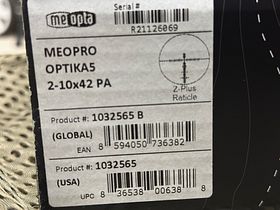 meopta
Serial #
R21126069
MEOPRO
OPTIKA5
2-10x42 PA
Z-Plus
Reticle
Product #: 1032565 B
(GLOBAL)
EAN 8 594050 736382
Product #: 1032565
(USA)
UPC 8 36538 00638 8